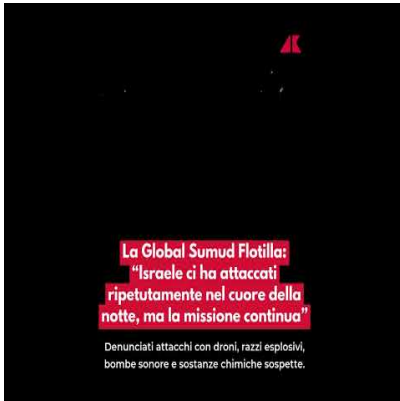 La Global Sumud Flotilla:
“Israele ci ha attaccati
ripetutamente nel cuore della
notte, ma la missione continua”
Denunciati attacchi con droni, razzi esplosivi,
bombe sonore e sostanze chimiche sospette.